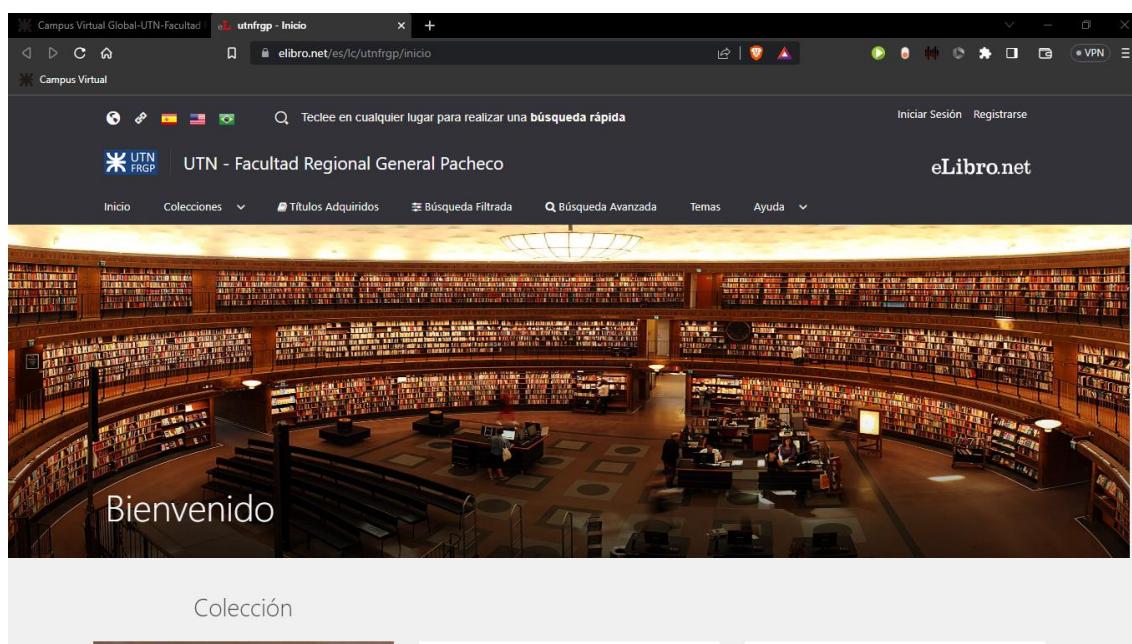 Campus Virtual Global-UTN-Facultad
eL utnfrgp - Inicio
elibro.net/es/lc/utnfrgp/inicio
VPN
Campus Virtual
Teclee en cualquier lugar para realizar una búsqueda rápida
Iniciar Sesión Registrarse
UTN FRGP
UTN - Facultad Regional General Pacheco
eLibro.net
Inicio Colecciones Títulos Adquiridos Búsqueda Filtrada Búsqueda Avanzada Temas Ayuda
Bienvenido
Colección